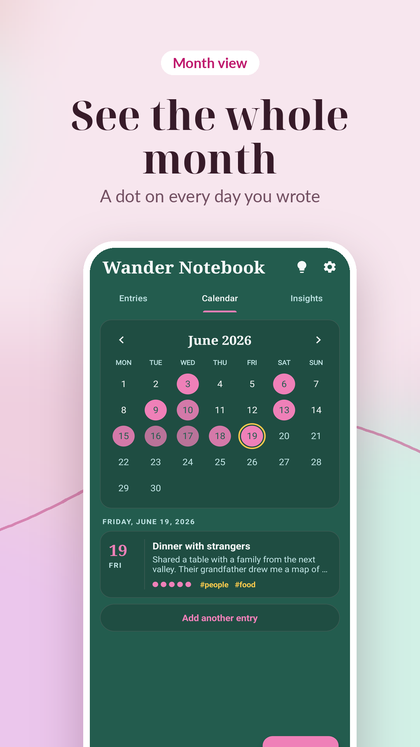 Month view
See the whole
month
A dot on every day you wrote
Wander Notebook
Entries Calendar Insights
June 2026
MON TUE WED THU FRI SAT SUN
1 2 3 4 5 6 7
8 9 10 11 12 13 14
15 16 17 18 19 20 21
22 23 24 25 26 27 28
29 30
FRIDAY, JUNE 19, 2026
19
FRI
Dinner with strangers
Shared a table with a family from the next
valley. Their grandfather drew me a map of ...
#people #food
Add another entry